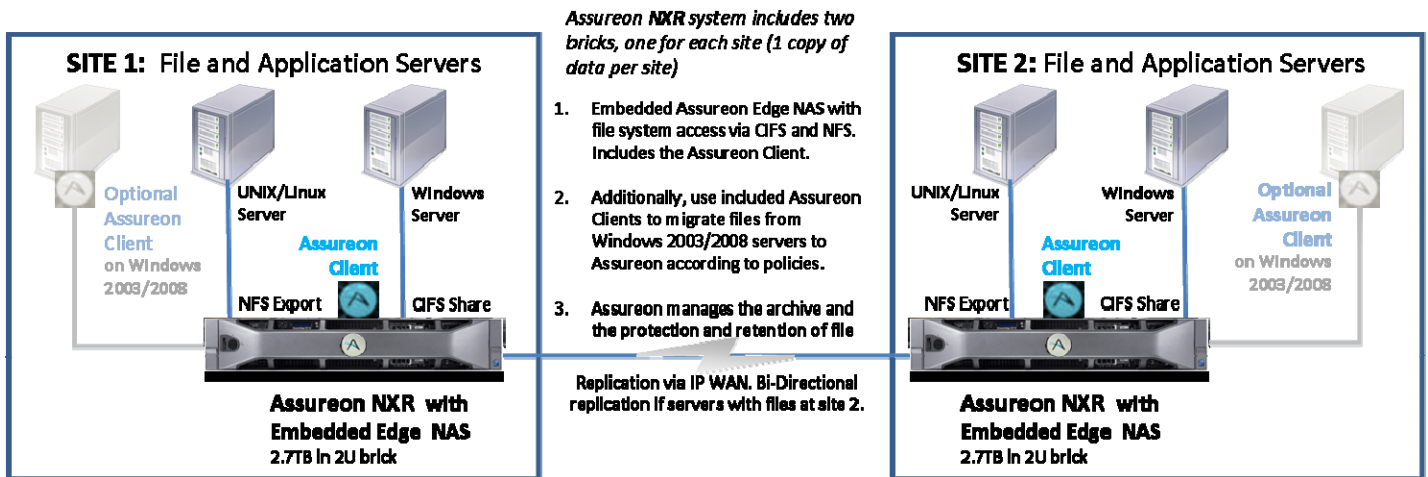 SITE 1: File and Application Servers
Optional
Assureon
Client
on Windows
2003/2008
UNIX/Linux
Server
Windows
Server
Assureon
Client
NFS Export
CIFS Share
A
Assureon NXR with
Embedded Edge NAS
2.7TB in 2U brick
Assureon NXR system includes two
bricks, one for each site (1 copy of
data per site)
1. Embedded Assureon Edge NAS with
file system access via CIFS and NFS.
Includes the Assureon Client.
2. Additionally, use included Assureon
Clients to migrate files from
Windows 2003/2008 servers to
Assureon according to policies.
3. Assureon manages the archive and
the protection and retention of file
Replication via IP WAN. Bi-Directional
replication if servers with files at site 2.
SITE 2: File and Application Servers
UNIX/Linux
Server
Windows
Server
Optional
Assureon
Client
on Windows
2003/2008
Assureon
Client
NFS Export
CIFS Share
A
Assureon NXR with
Embedded Edge NAS
2.7TB in 2U brick